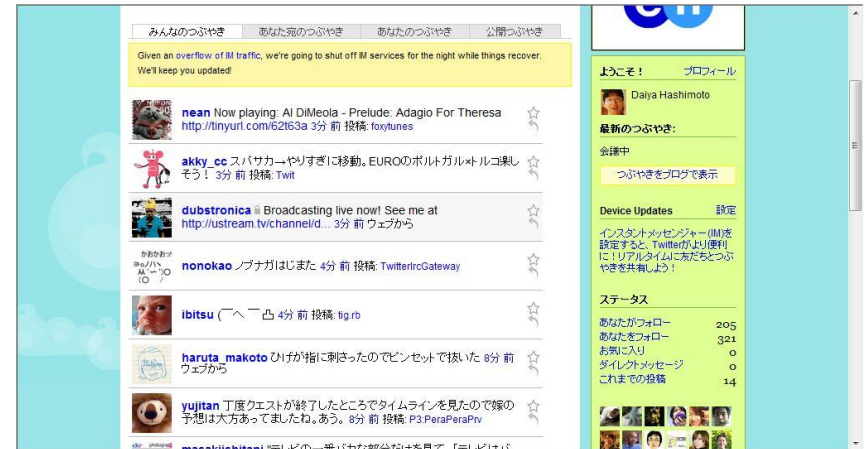 みんなのつぶやき
あなた宛のつぶやき
あなたのつぶやき
公開つぶやき
Given an overflow of IM traffic, we're going to shut off IM services for the night while things recover.
We'll keep you updated!
nean Now playing: Al DiMeola - Prelude: Adagio For Theresa
http://tinyurl.com/62t63a 3分 前 投稿: foxytunes
akky_cc スパサカ→やりすぎに移動。EUROのポルトガル×トルコ楽し
そう！ 3分 前 投稿: Twit
dubstronica Broadcasting live now! See me at
http://ustream.tv/channel/d... 3分 前 ウェブから
かおかおっ
nonokao ノブナガはじまた 4分 前 投稿: TwitterIrcGateway
ibitsu (￣へ￣凸 4分 前 投稿: tig.rb
haruta_makoto ひげが指に刺さったのでピンセットで抜いた 8分 前
ウェブから
yujitan 丁度クエストが終了したところでタイムラインを見たので嫁の
予想は大方あってましたね。あう。 8分 前 投稿: P3:PeraPeraPrv
ようこそ！
プロフィール
Daiya Hashimoto
最新のつぶやき:
会議中
つぶやきをブログで表示
Device Updates
設定
インスタントメッセンジャー(IM)を
設定すると、Twitterがより便利
に！リアルタイムに友だちとつぶ
やきを共有しよう！
ステータス
あなたがフォロー 205
あなたをフォロー 321
お気に入り 0
ダイレクトメッセージ 0
これまでの投稿 14